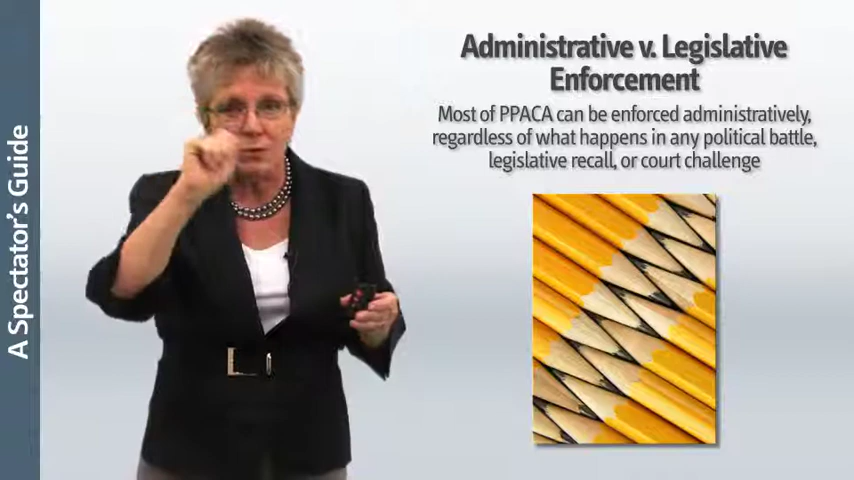 A Spectator's Guide
Administrative v. Legislative
Enforcement
Most of PPACA can be enforced administratively,
regardless of what happens in any political battle,
legislative recall, or court challenge